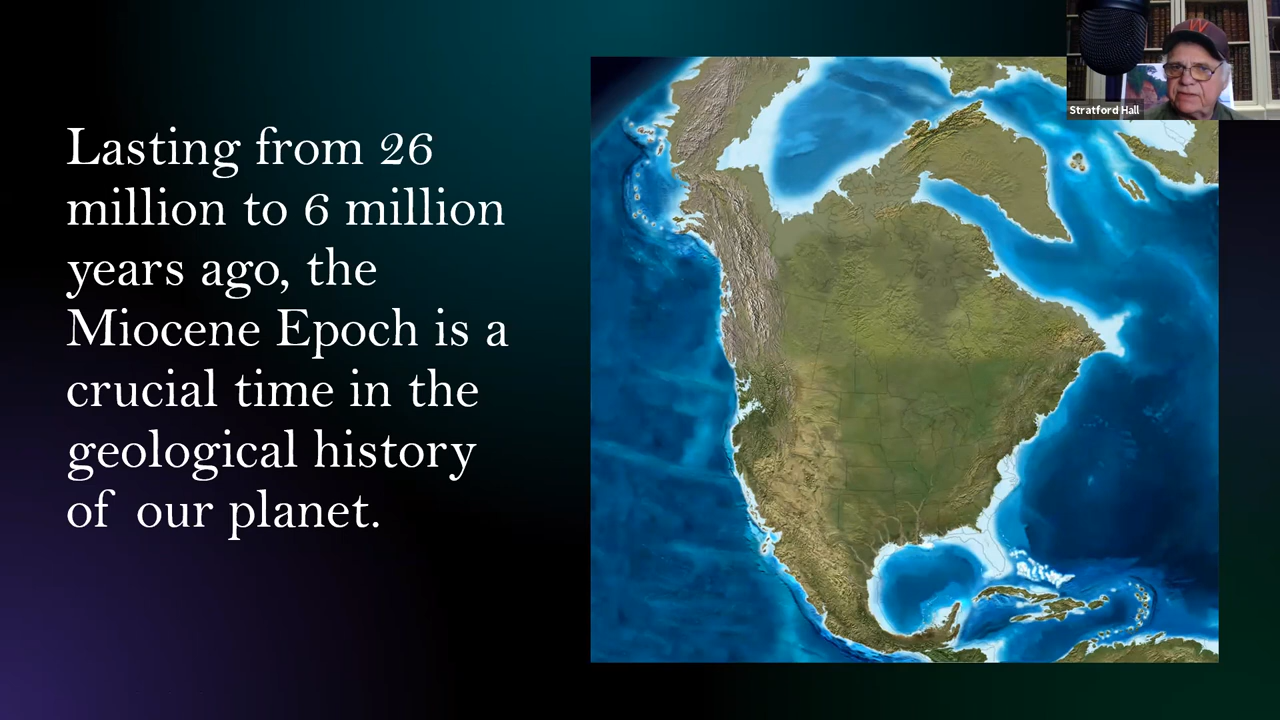 Lasting from 26
million to 6 million
years ago, the
Miocene Epoch is a
crucial time in the
geological history
of  our planet.
Stratford Hall